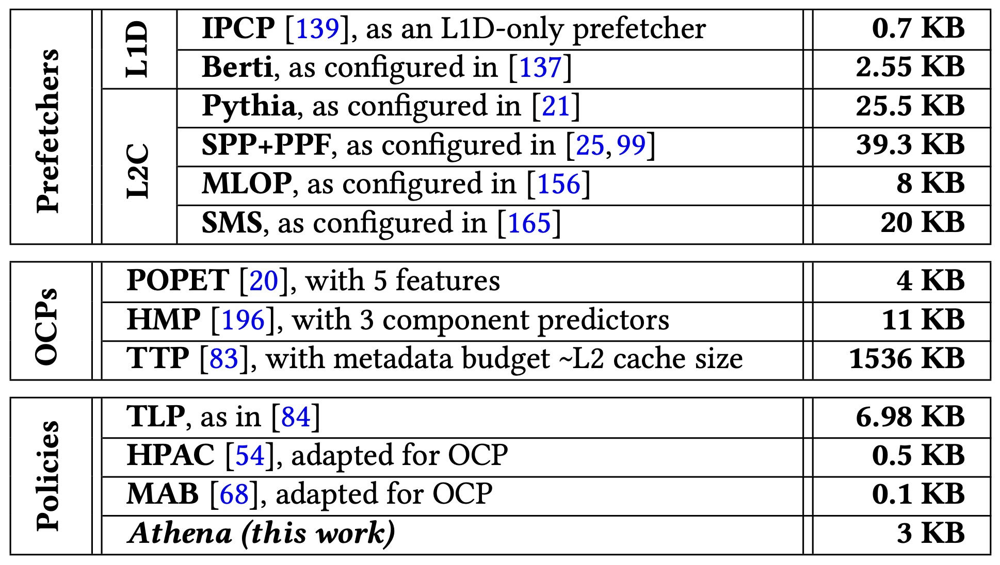 Prefetchers
L1D
IPCP [139], as an L1D-only prefetcher 0.7 KB
Berti, as configured in [137] 2.55 KB
L2C
Pythia, as configured in [21] 25.5 KB
SPP+PPF, as configured in [25, 99] 39.3 KB
MLOP, as configured in [156] 8 KB
SMS, as configured in [165] 20 KB
OCPs
POPET [20], with 5 features 4 KB
HMP [196], with 3 component predictors 11 KB
TTP [83], with metadata budget ~L2 cache size 1536 KB
Policies
TLP, as in [84] 6.98 KB
HPAC [54], adapted for OCP 0.5 KB
MAB [68], adapted for OCP 0.1 KB
Athena (this work) 3 KB